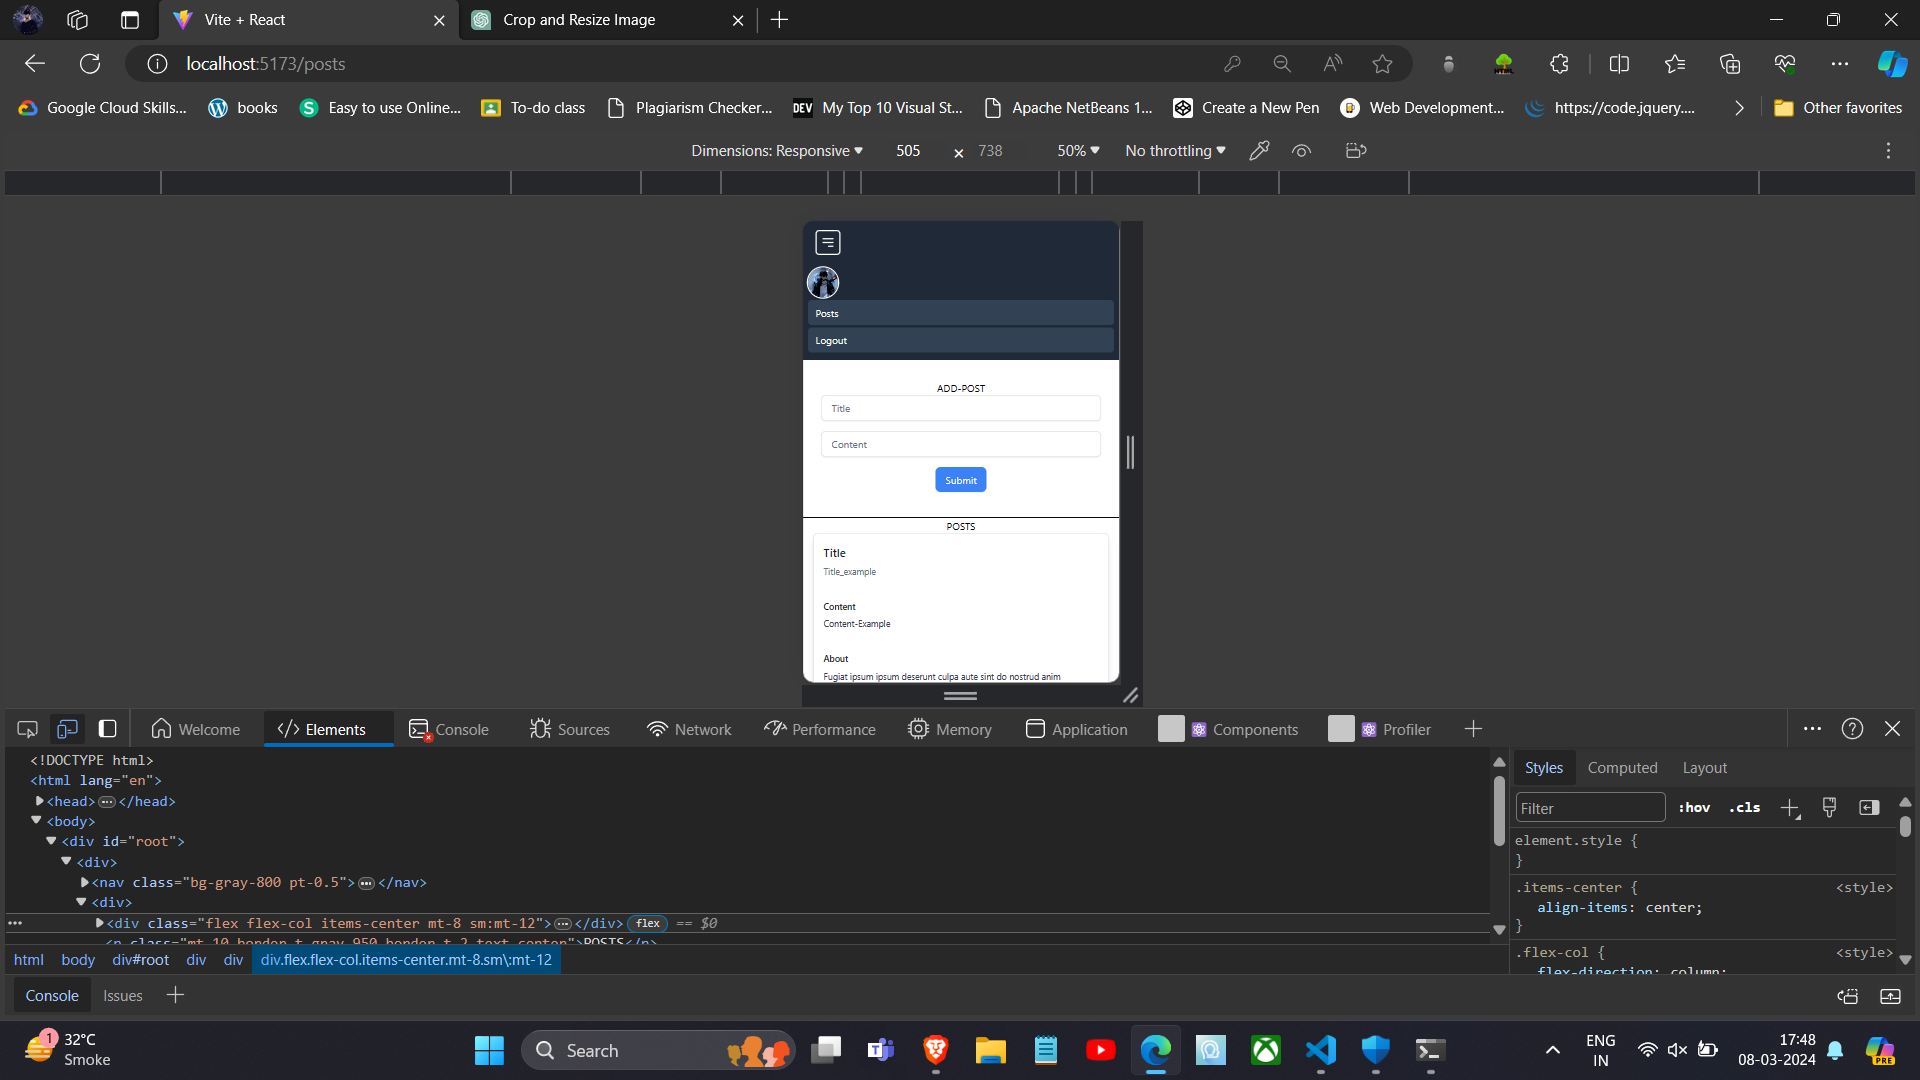 Vite + React
Crop and Resize Image
localhost:5173/posts
Google Cloud Skills...
books
Easy to use Online...
To-do class
Plagiarism Checker...
DEV
My Top 10 Visual St...
Apache NetBeans 1...
Create a New Pen
Web Development...
https://code.jquery....
Other favorites
Dimensions: Responsive
505
×
738
50%
No throttling
Posts
Logout
ADD-POST
Title
Content
Submit
POSTS
Title
Title_example
Content
Content-Example
About
Fugiat ipsum ipsum deserunt culpa aute sint do nostrud anim
Welcome
Elements
Console
Sources
Network
Performance
Memory
Application
Components
Profiler
<!DOCTYPE html>
<html lang="en">
<head>…</head>
<body>
<div id="root">
<div>
<nav class="bg-gray-800 pt-0.5">…</nav>
<div>
<div class="flex flex-col items-center mt-8 sm:mt-12">…</div> flex == $0
<p class="mt-10 border-t-gray-950 border-t-2 text-center">POSTS</p>
html body div#root div div div.flex.flex-col.items-center.mt-8.sm\:mt-12
Styles
Computed
Layout
Filter
:hov
.cls
element.style {
}
.items-center {
<style>
align-items: center;
}
.flex-col {
<style>
flex-direction: column;
Console
Issues
1
32°C
Smoke
Search
ENG
IN
17:48
08-03-2024
PRE